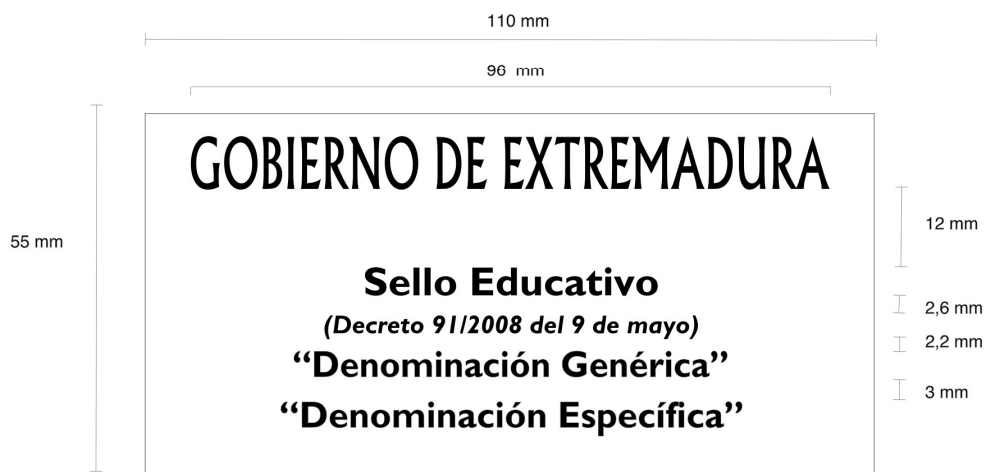 110 mm
96 mm
GOBIERNO DE EXTREMADURA
55 mm
12 mm
Sello Educativo
2,6 mm
(Decreto 91/2008 del 9 de mayo)
2,2 mm
“Denominación Genérica”
3 mm
“Denominación Específica”